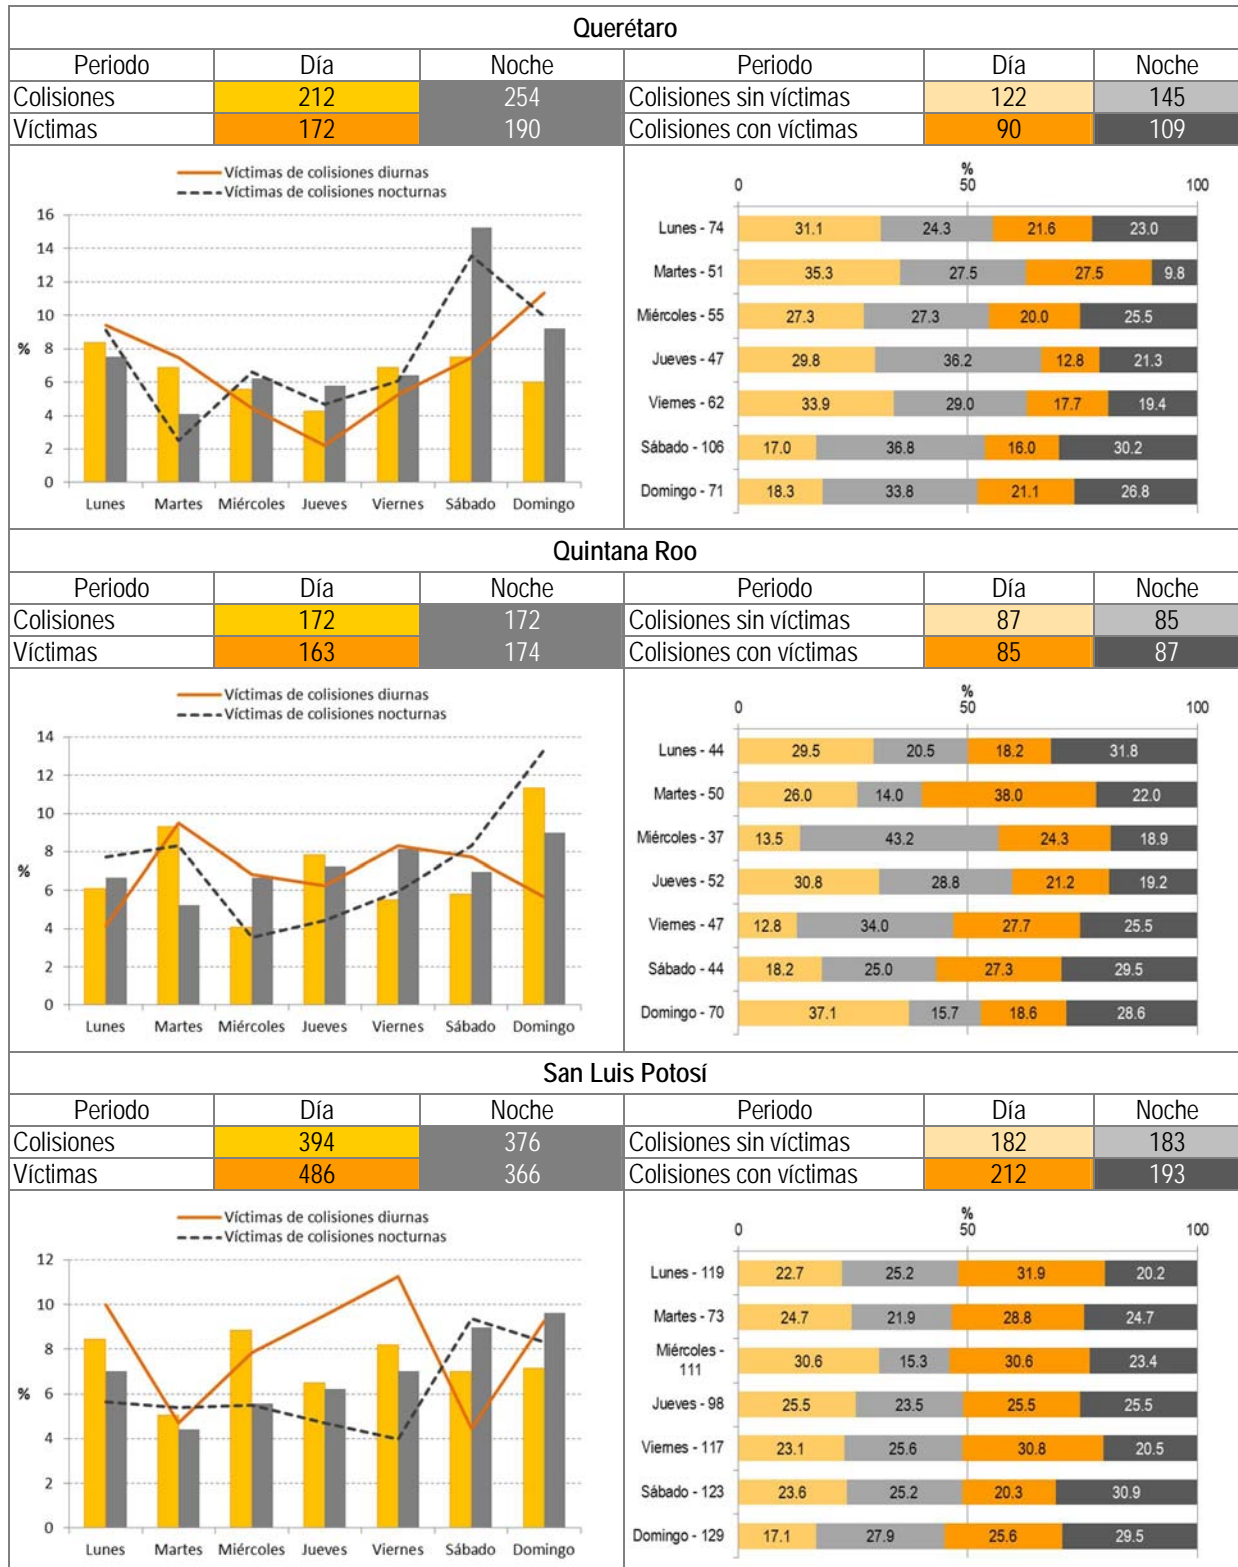 Querétaro
Periodo Día Noche Periodo Día Noche
Colisiones 212 254 Colisiones sin víctimas 122 145
Víctimas 172 190 Colisiones con víctimas 90 109
Víctimas de colisiones diurnas
Víctimas de colisiones nocturnas
16
14
12
10
8
6
4
2
0
%
Lunes Martes Miércoles Jueves Viernes Sábado Domingo
%
0 50 100
Lunes - 74 31.1 24.3 21.6 23.0
Martes - 51 35.3 27.5 27.5 9.8
Miércoles - 55 27.3 27.3 20.0 25.5
Jueves - 47 29.8 36.2 12.8 21.3
Viernes - 62 33.9 29.0 17.7 19.4
Sábado - 106 17.0 36.8 16.0 30.2
Domingo - 71 18.3 33.8 21.1 26.8
Quintana Roo
Periodo Día Noche Periodo Día Noche
Colisiones 172 172 Colisiones sin víctimas 87 85
Víctimas 163 174 Colisiones con víctimas 85 87
Víctimas de colisiones diurnas
Víctimas de colisiones nocturnas
14
12
10
8
6
4
2
0
%
Lunes Martes Miércoles Jueves Viernes Sábado Domingo
%
0 50 100
Lunes - 44 29.5 20.5 18.2 31.8
Martes - 50 26.0 14.0 38.0 22.0
Miércoles - 37 13.5 43.2 24.3 18.9
Jueves - 52 30.8 28.8 21.2 19.2
Viernes - 47 12.8 34.0 27.7 25.5
Sábado - 44 18.2 25.0 27.3 29.5
Domingo - 70 37.1 15.7 18.6 28.6
San Luis Potosí
Periodo Día Noche Periodo Día Noche
Colisiones 394 376 Colisiones sin víctimas 182 183
Víctimas 486 366 Colisiones con víctimas 212 193
Víctimas de colisiones diurnas
Víctimas de colisiones nocturnas
12
10
8
6
4
2
0
%
Lunes Martes Miércoles Jueves Viernes Sábado Domingo
%
0 50 100
Lunes - 119 22.7 25.2 31.9 20.2
Martes - 73 24.7 21.9 28.8 24.7
Miércoles -
111 30.6 15.3 30.6 23.4
Jueves - 98 25.5 23.5 25.5 25.5
Viernes - 117 23.1 25.6 30.8 20.5
Sábado - 123 23.6 25.2 20.3 30.9
Domingo - 129 17.1 27.9 25.6 29.5